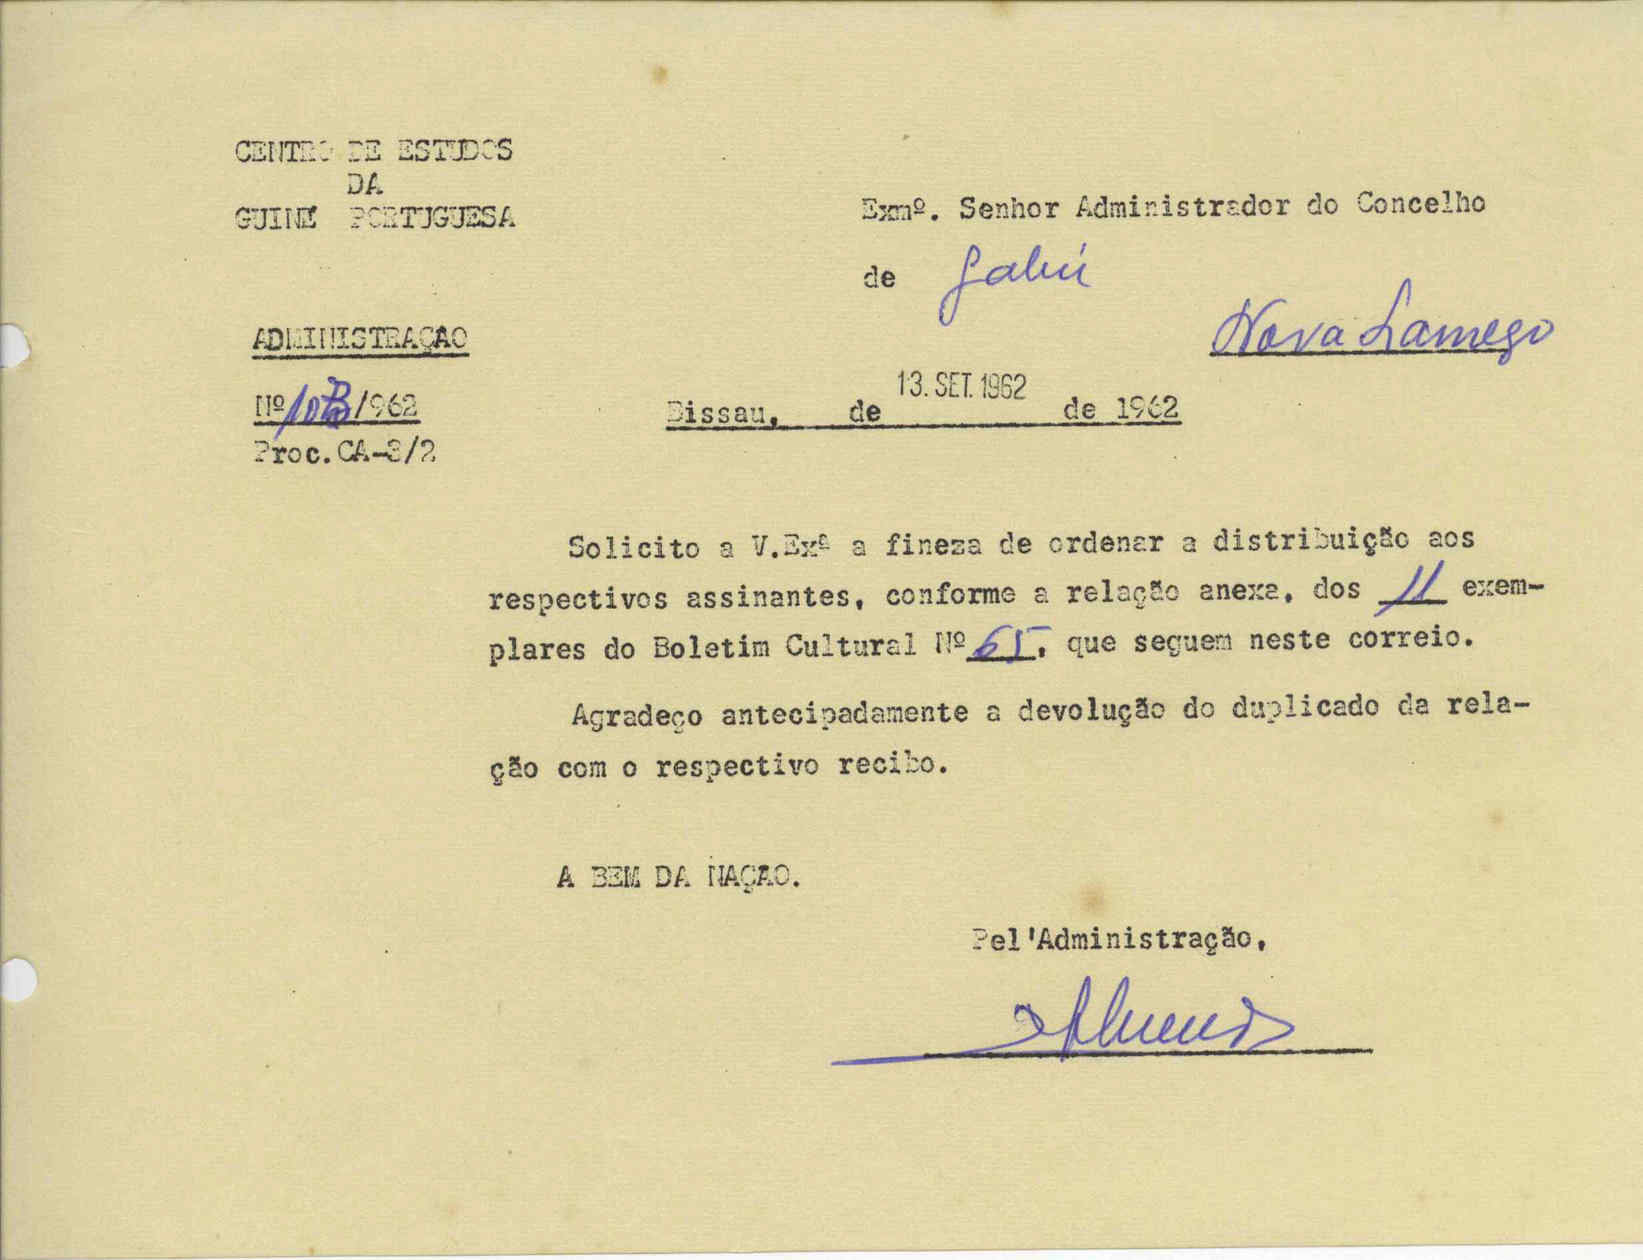 CENTRO DE ESTUDOS
DA
GUINÉ PORTUGUESA
Exmº. Senhor Administrador do Concelho
de Gabú
Nova Lamego
ADMINISTRAÇÃO
Nº /1962
Proc.CA-3/2
13. SET. 1962
Bissau, de de 1962
Solicito a V.Exª a fineza de ordenar a distribuição aos
respectivos assinantes, conforme a relação anexa, dos 11 exem-
plares do Boletim Cultural Nº 65, que seguem neste correio.
Agradeço antecipadamente a devolução do duplicado da rela-
ção com o respectivo recibo.
A BEM DA NAÇÃO.
Pel'Administração,